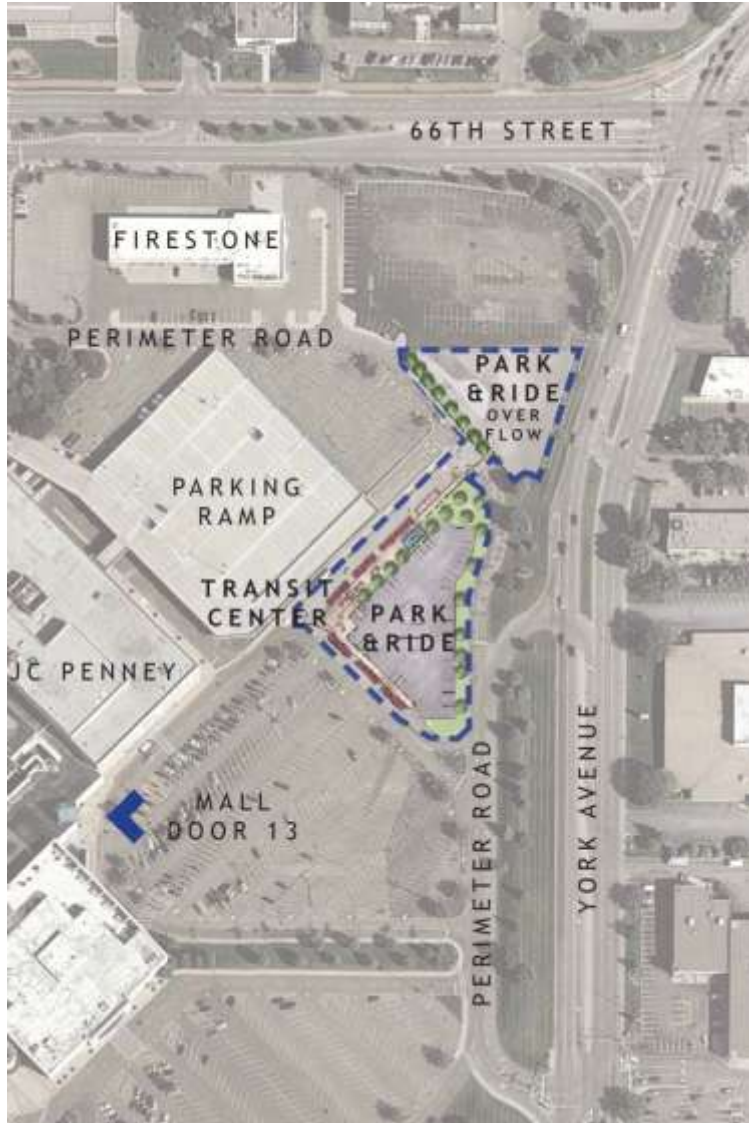 66TH STREET
FIRESTONE
PERIMETER ROAD
PARK
&RIDE
OVER
FLOW
PARKING
RAMP
TRANSIT
CENTER
PARK
&RIDE
JC PENNEY
MALL
DOOR 13
PERIMETER ROAD
YORK AVENUE